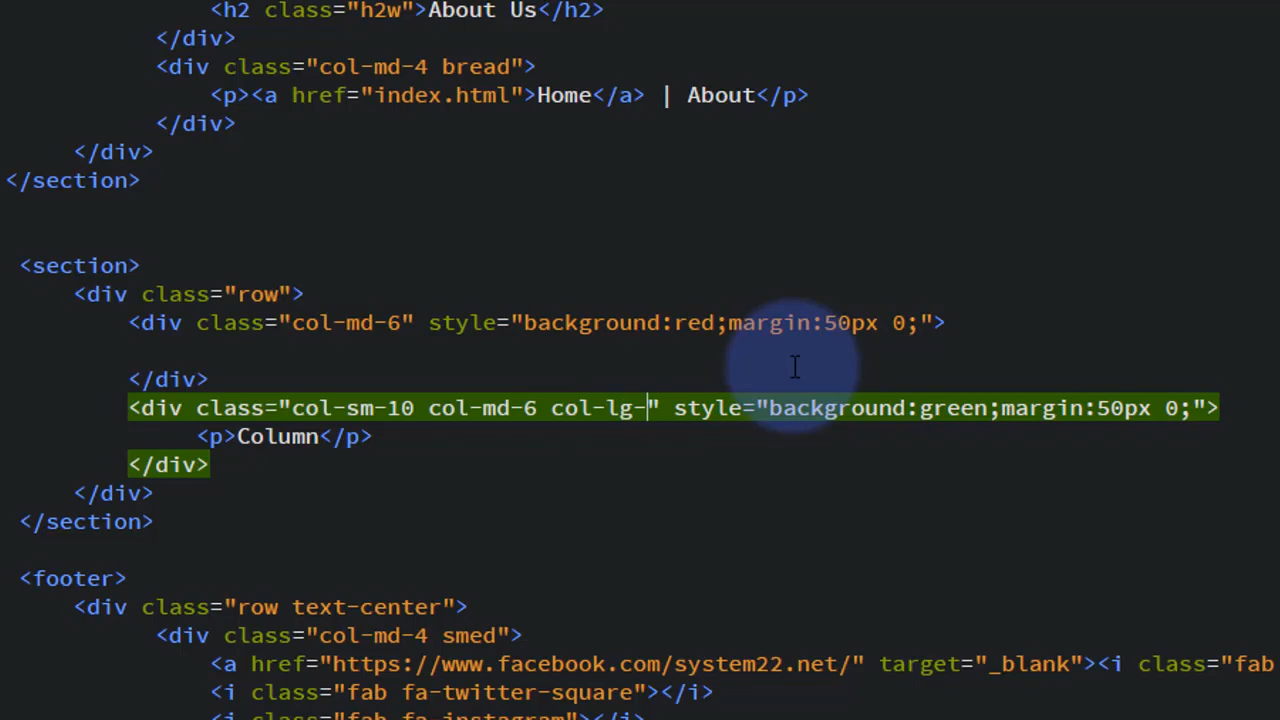 <h2 class="h2w">About Us</h2>
</div>
<div class="col-md-4 bread">
<p><a href="index.html">Home</a> | About</p>
</div>
</div>
</section>
<section>
<div class="row">
<div class="col-md-6" style="background:red;margin:50px 0;">
</div>
<div class="col-sm-10 col-md-6 col-lg-" style="background:green;margin:50px 0;">
<p>Column</p>
</div>
</div>
</section>
<footer>
<div class="row text-center">
<div class="col-md-4 smed">
<a href="https://www.facebook.com/system22.net/" target="_blank"><i class="fab
<i class="fab fa-twitter-square"></i>
<i class="fab fa-instagram"></i>